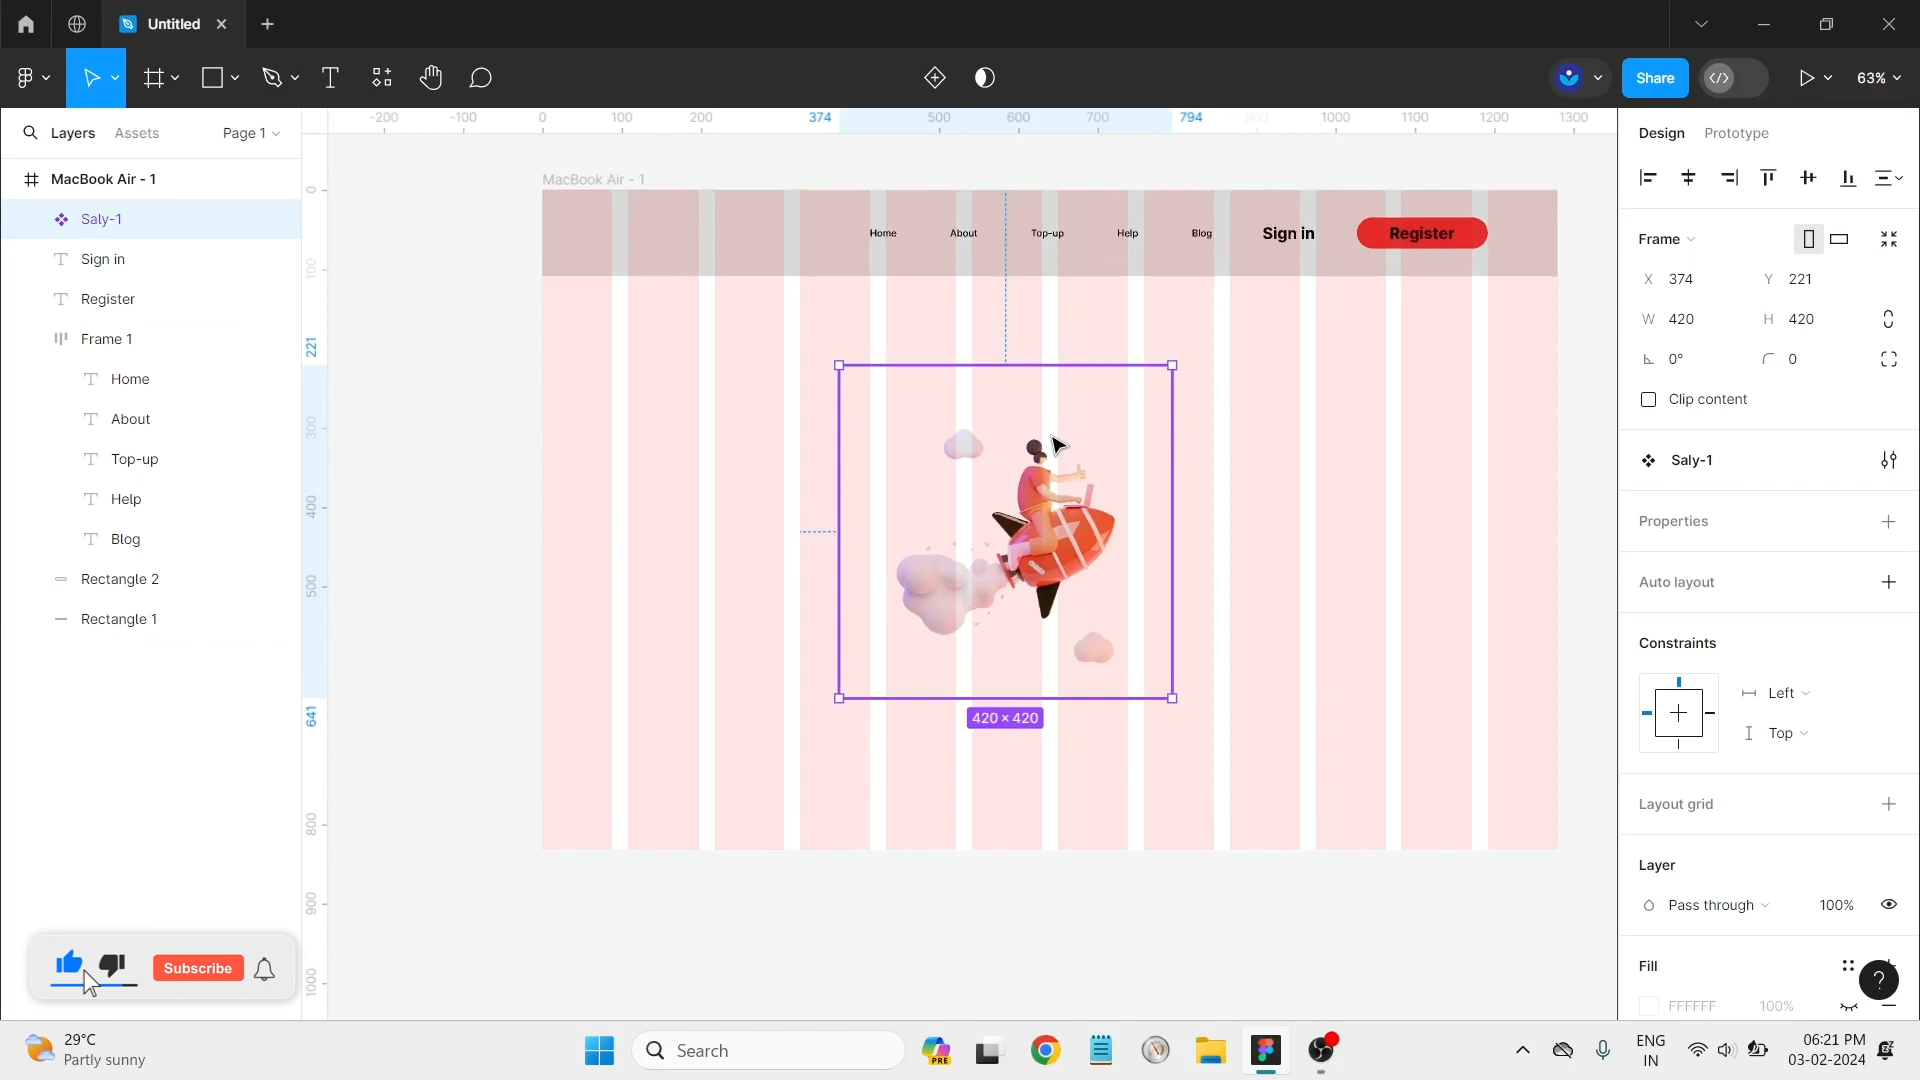 Untitled
Share
63%
Layers
Assets
Page 1
MacBook Air - 1
Saly-1
Sign in
Register
Frame 1
Home
About
Top-up
Help
Blog
Rectangle 2
Rectangle 1
Subscribe
-200
-100
0
100
200
374
500
600
700
794
900
1000
1100
1200
1300
0
100
221
300
400
500
641
800
900
1000
MacBook Air - 1
Home
About
Top-up
Help
Blog
Sign in
Register
420 × 420
Design
Prototype
Frame
X 374
Y 221
W 420
H 420
0°
0
Clip content
Saly-1
Properties
Auto layout
Constraints
Left
Top
Layout grid
Layer
Pass through
100%
Fill
FFFFFF
100%
?
29°C
Partly sunny
Search
PRE
ENG
IN
06:21 PM
03-02-2024